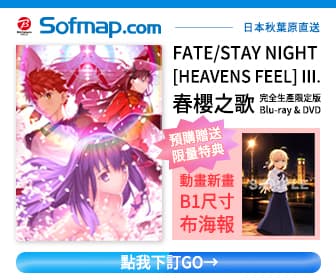 Sofmap.com
日本秋葉原直送
FATE/STAY NIGHT
[HEAVENS FEEL] III.
春櫻之歌 完全生產限定版
Blu-ray & DVD
預購贈送
限量特典
動畫新畫
B1尺寸
布海報
點我下訂GO→